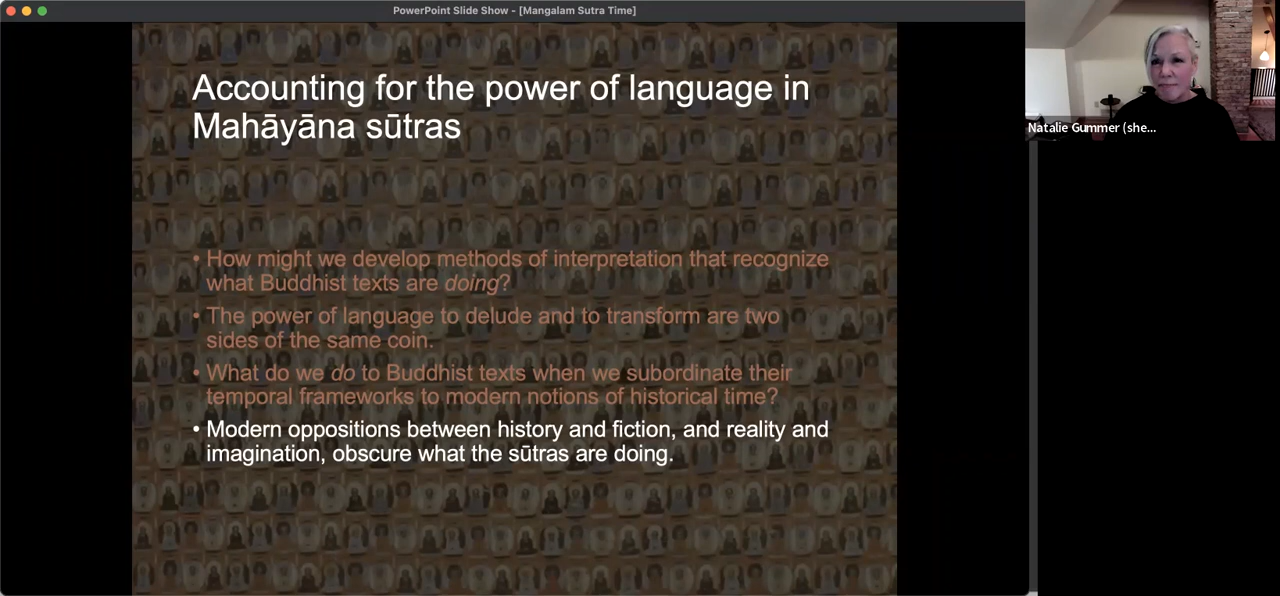 PowerPoint Slide Show - [Mangalam Sutra Time]
Accounting for the power of language in
Mahāyāna sūtras
• How might we develop methods of interpretation that recognize
what Buddhist texts are doing?
• The power of language to delude and to transform are two
sides of the same coin.
• What do we do to Buddhist texts when we subordinate their
temporal frameworks to modern notions of historical time?
• Modern oppositions between history and fiction, and reality and
imagination, obscure what the sūtras are doing.
Natalie Gummer (she...